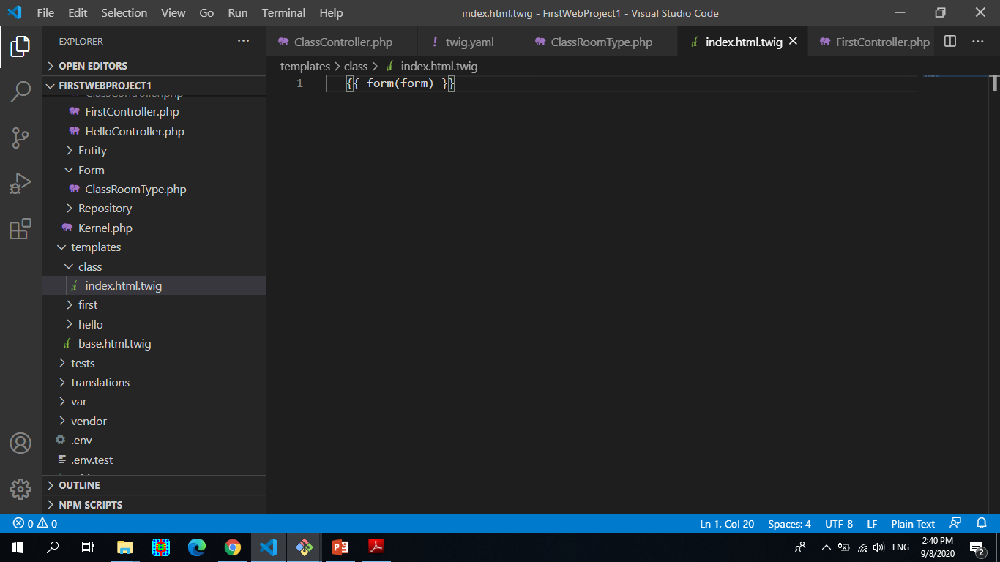 File Edit Selection View Go Run Terminal Help
index.html.twig - FirstWebProject1 - Visual Studio Code
EXPLORER
OPEN EDITORS
FIRSTWEBPROJECT1
ClassController.php
FirstController.php
HelloController.php
Entity
Form
ClassRoomType.php
Repository
Kernel.php
templates
class
index.html.twig
first
hello
base.html.twig
tests
translations
var
vendor
.env
.env.test
OUTLINE
NPM SCRIPTS
ClassController.php ! twig.yaml ClassRoomType.php index.html.twig FirstController.php
templates > class > index.html.twig
1 {{ form(form) }}
0 0 Ln 1, Col 20 Spaces: 4 UTF-8 LF Plain Text
ENG
2:40 PM
9/8/2020
2